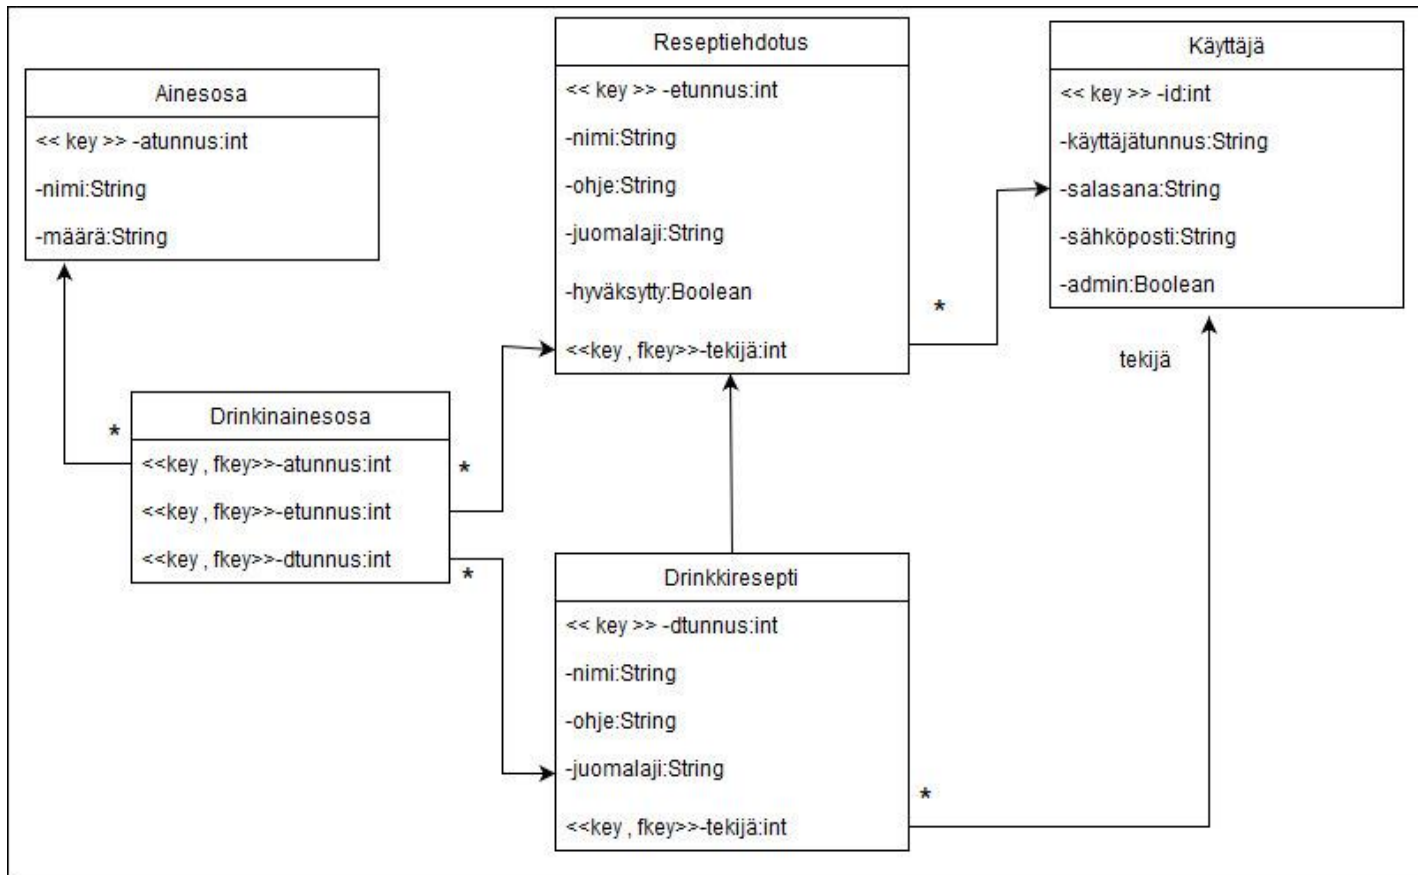 Ainesosa
<< key >> -atunnus:int
-nimi:String
-määrä:String
Reseptiehdotus
<< key >> -etunnus:int
-nimi:String
-ohje:String
-juomalaji:String
-hyväksytty:Boolean
<<key , fkey>>-tekijä:int
*
Käyttäjä
<< key >> -id:int
-käyttäjätunnus:String
-salasana:String
-sähköposti:String
-admin:Boolean
tekijä
*
Drinkinainesosa
<<key , fkey>>-atunnus:int
*
<<key , fkey>>-etunnus:int
<<key , fkey>>-dtunnus:int
*
Drinkkiresepti
<< key >> -dtunnus:int
-nimi:String
-ohje:String
-juomalaji:String
*
<<key , fkey>>-tekijä:int